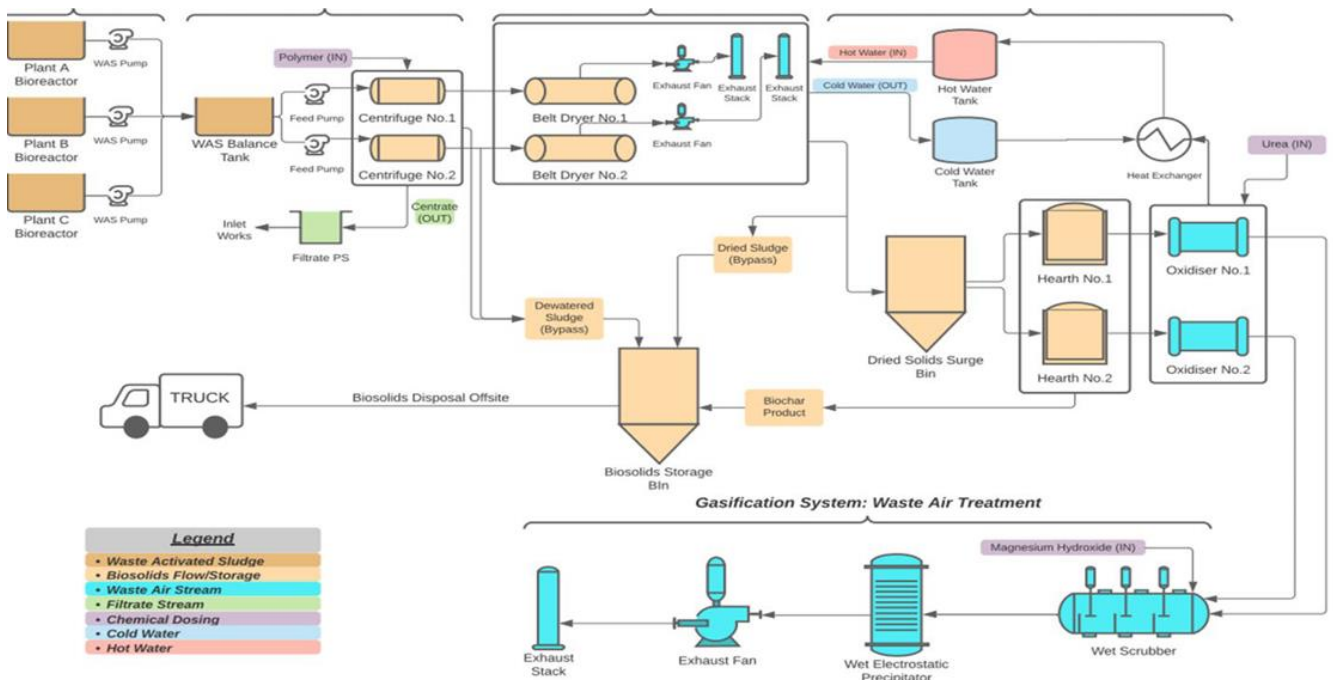 Plant A
Bioreactor
WAS Pump
Plant B
Bioreactor
WAS Pump
Plant C
Bioreactor
WAS Pump
WAS Balance
Tank
Feed Pump
Feed Pump
Polymer (IN)
Centrifuge No.1
Centrifuge No.2
Centrate
(OUT)
Inlet
Works
Filtrate PS
Belt Dryer No.1
Belt Dryer No.2
Exhaust Fan
Exhaust Fan
Exhaust
Stack
Exhaust
Stack
Hot Water (IN)
Cold Water (OUT)
Hot Water
Tank
Cold Water
Tank
Heat Exchanger
Urea (IN)
Dried Sludge
(Bypass)
Dewatered
Sludge
(Bypass)
Dried Solids Surge
Bin
Hearth No.1
Hearth No.2
Oxidiser No.1
Oxidiser No.2
TRUCK
Biosolids Disposal Offsite
Biochar
Product
Biosolids Storage
BIn
Gasification System: Waste Air Treatment
Legend
• Waste Activated Sludge
• Biosolids Flow/Storage
• Waste Air Stream
• Filtrate Stream
• Chemical Dosing
• Cold Water
• Hot Water
Magnesium Hydroxide (IN)
Exhaust
Stack
Exhaust Fan
Wet Electrostatic
Precipitator
Wet Scrubber